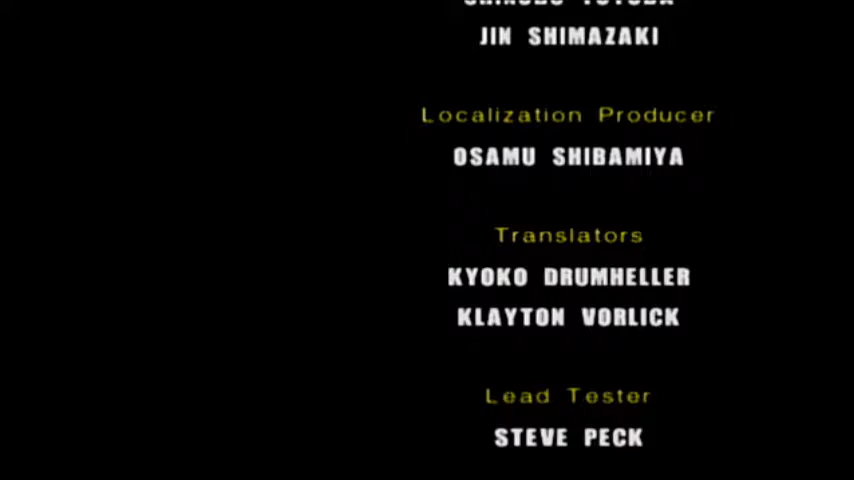 JIN SHIMAZAKI
Localization Producer
OSAMU SHIBAMIYA
Translators
KYOKO DRUMHELLER
KLAYTON VORLICK
Lead Tester
STEVE PECK